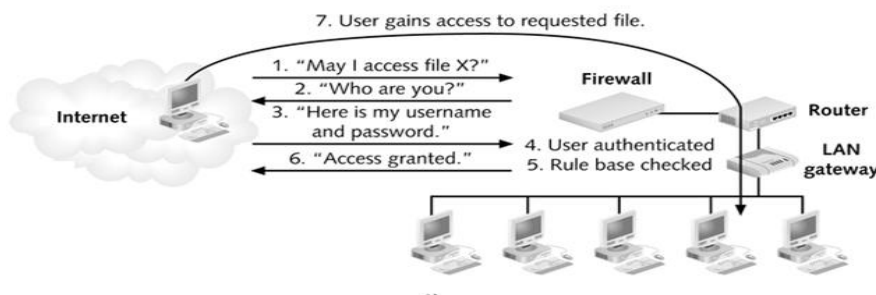 7. User gains access to requested file.
1. “May I access file X?”
2. “Who are you?”
3. “Here is my username
and password.”
6. “Access granted.”
Internet
Firewall
4. User authenticated
5. Rule base checked
Router
LAN
gateway